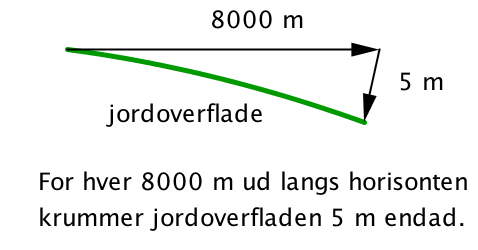 8000 m
5 m
jordoverflade
For hver 8000 m ud langs horisonten
krummer jordoverfladen 5 m endad.